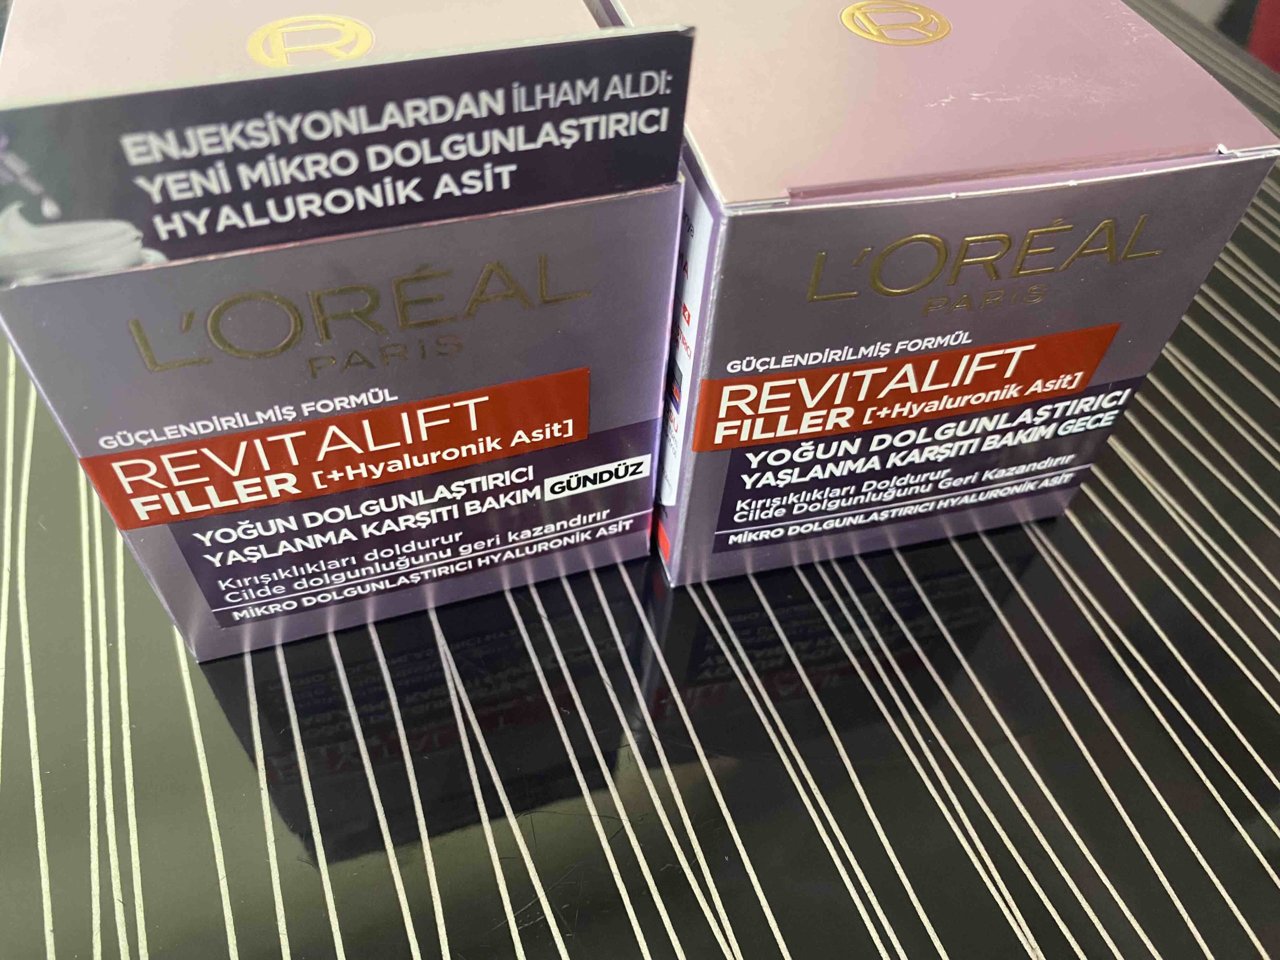 ENJEKSİYONLARDAN İLHAM ALDI:
YENİ MİKRO DOLGUNLAŞTIRICI
HYALURONİK ASİT
L'ORÉAL
PARIS
GÜÇLENDİRİLMİŞ FORMÜL
REVITALIFT
FILLER [+Hyaluronik Asit]
YOĞUN DOLGUNLAŞTIRICI
YAŞLANMA KARŞITI BAKIM GÜNDÜZ
Kırışıklıkları doldurur
Cilde dolgunluğunu geri kazandırır
MİKRO DOLGUNLAŞTIRICI HYALURONİK ASİT
L'ORÉAL
PARIS
GÜÇLENDİRİLMİŞ FORMÜL
REVITALIFT
FILLER [+Hyaluronik Asit]
YOĞUN DOLGUNLAŞTIRICI
YAŞLANMA KARŞITI BAKIM GECE
Kırışıklıkları Doldurur
Cilde Dolgunluğunu Geri Kazandırır
MİKRO DOLGUNLAŞTIRICI HYALURONİK ASİT